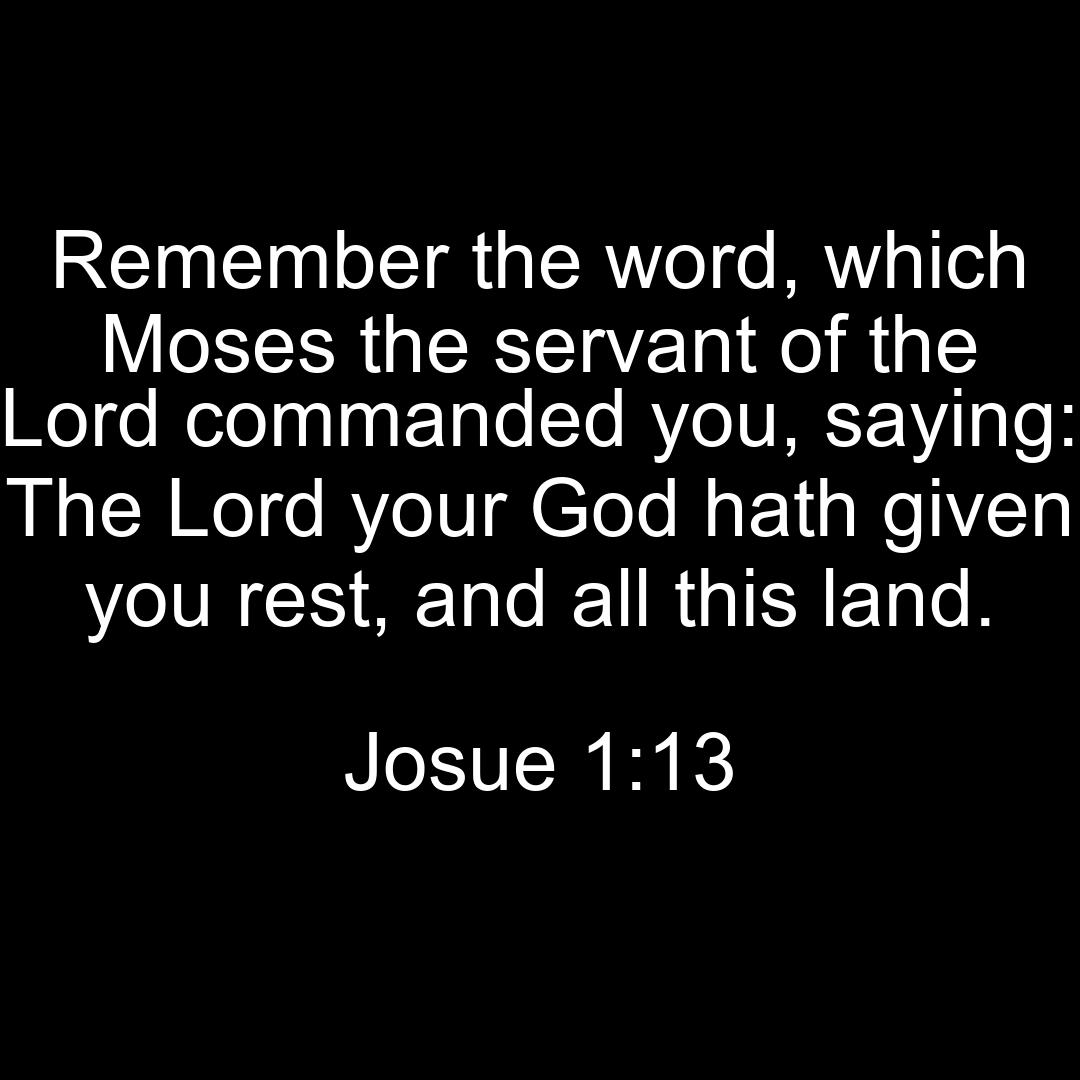 Remember the word, which
Moses the servant of the
Lord commanded you, saying:
The Lord your God hath given
you rest, and all this land.
Josue 1:13